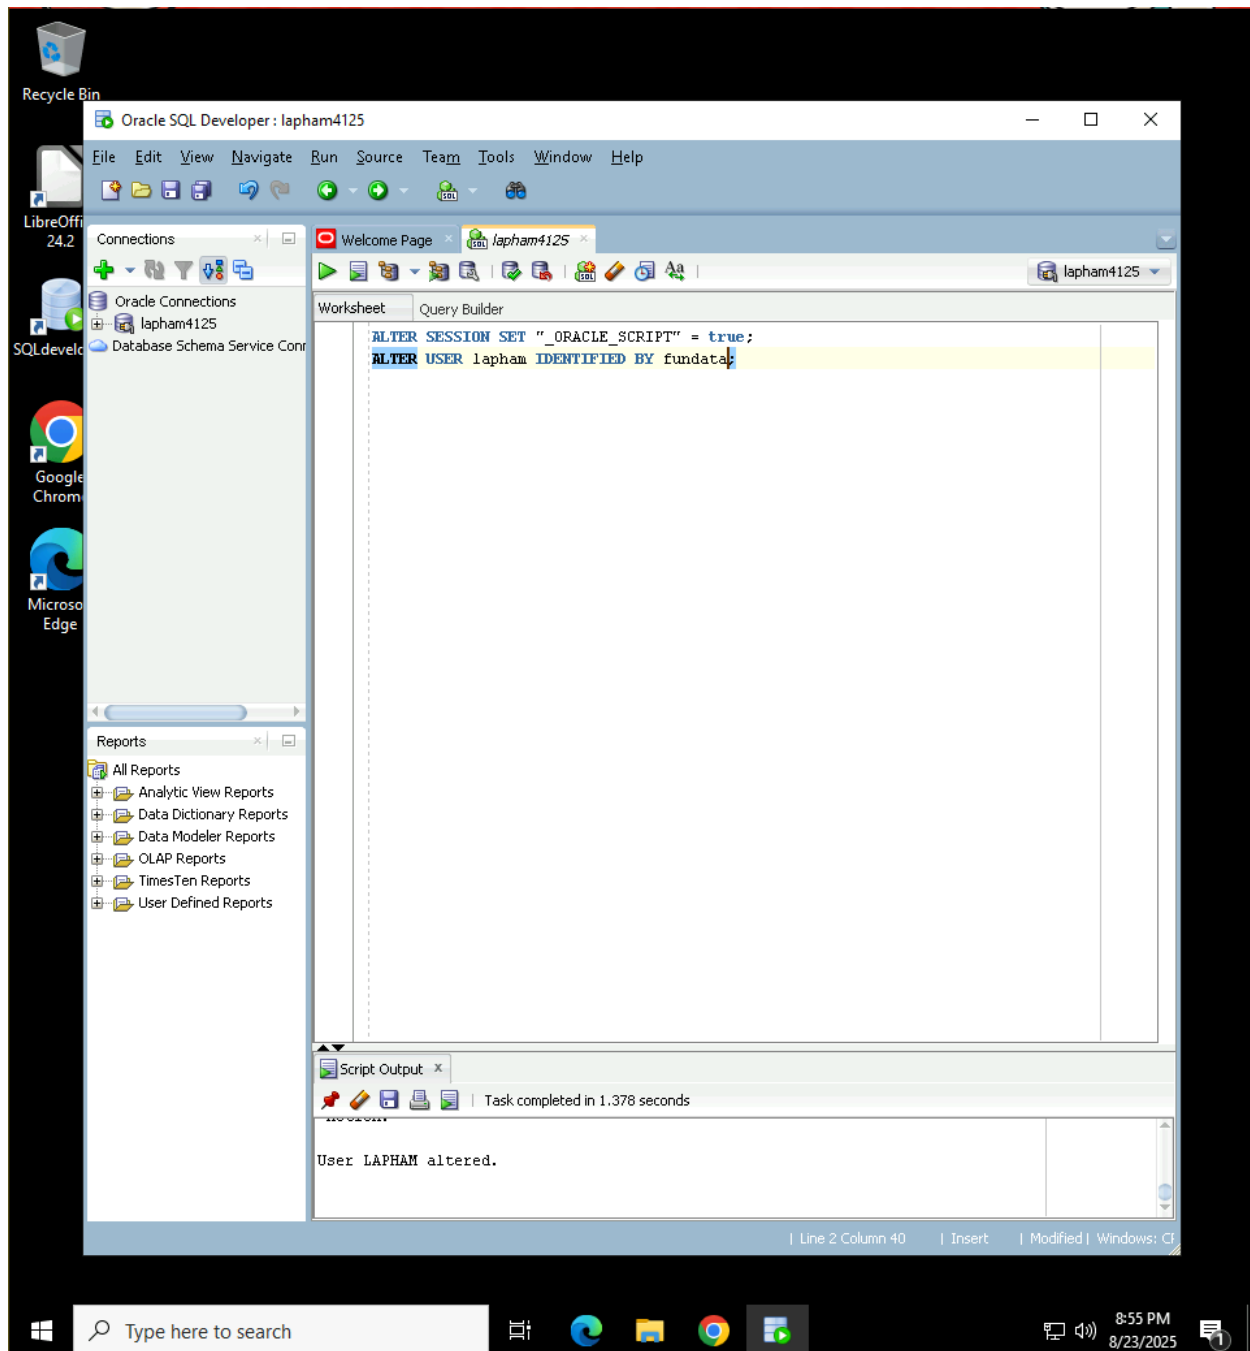 Recycle Bin
LibreOffi
24.2
SQLdevelo
Google
Chrom
Microso
Edge
Oracle SQL Developer : lapham4125
File Edit View Navigate Run Source Team Tools Window Help
Connections
Oracle Connections
lapham4125
Database Schema Service Conn
Reports
All Reports
Analytic View Reports
Data Dictionary Reports
Data Modeler Reports
OLAP Reports
TimesTen Reports
User Defined Reports
Welcome Page
lapham4125
lapham4125
Worksheet Query Builder
ALTER SESSION SET "_ORACLE_SCRIPT" = true;
ALTER USER lapham IDENTIFIED BY fundata;
Script Output
Task completed in 1.378 seconds
User LAPHAM altered.
Line 2 Column 40 | Insert | Modified | Windows: CR
Type here to search
8:55 PM
8/23/2025
1